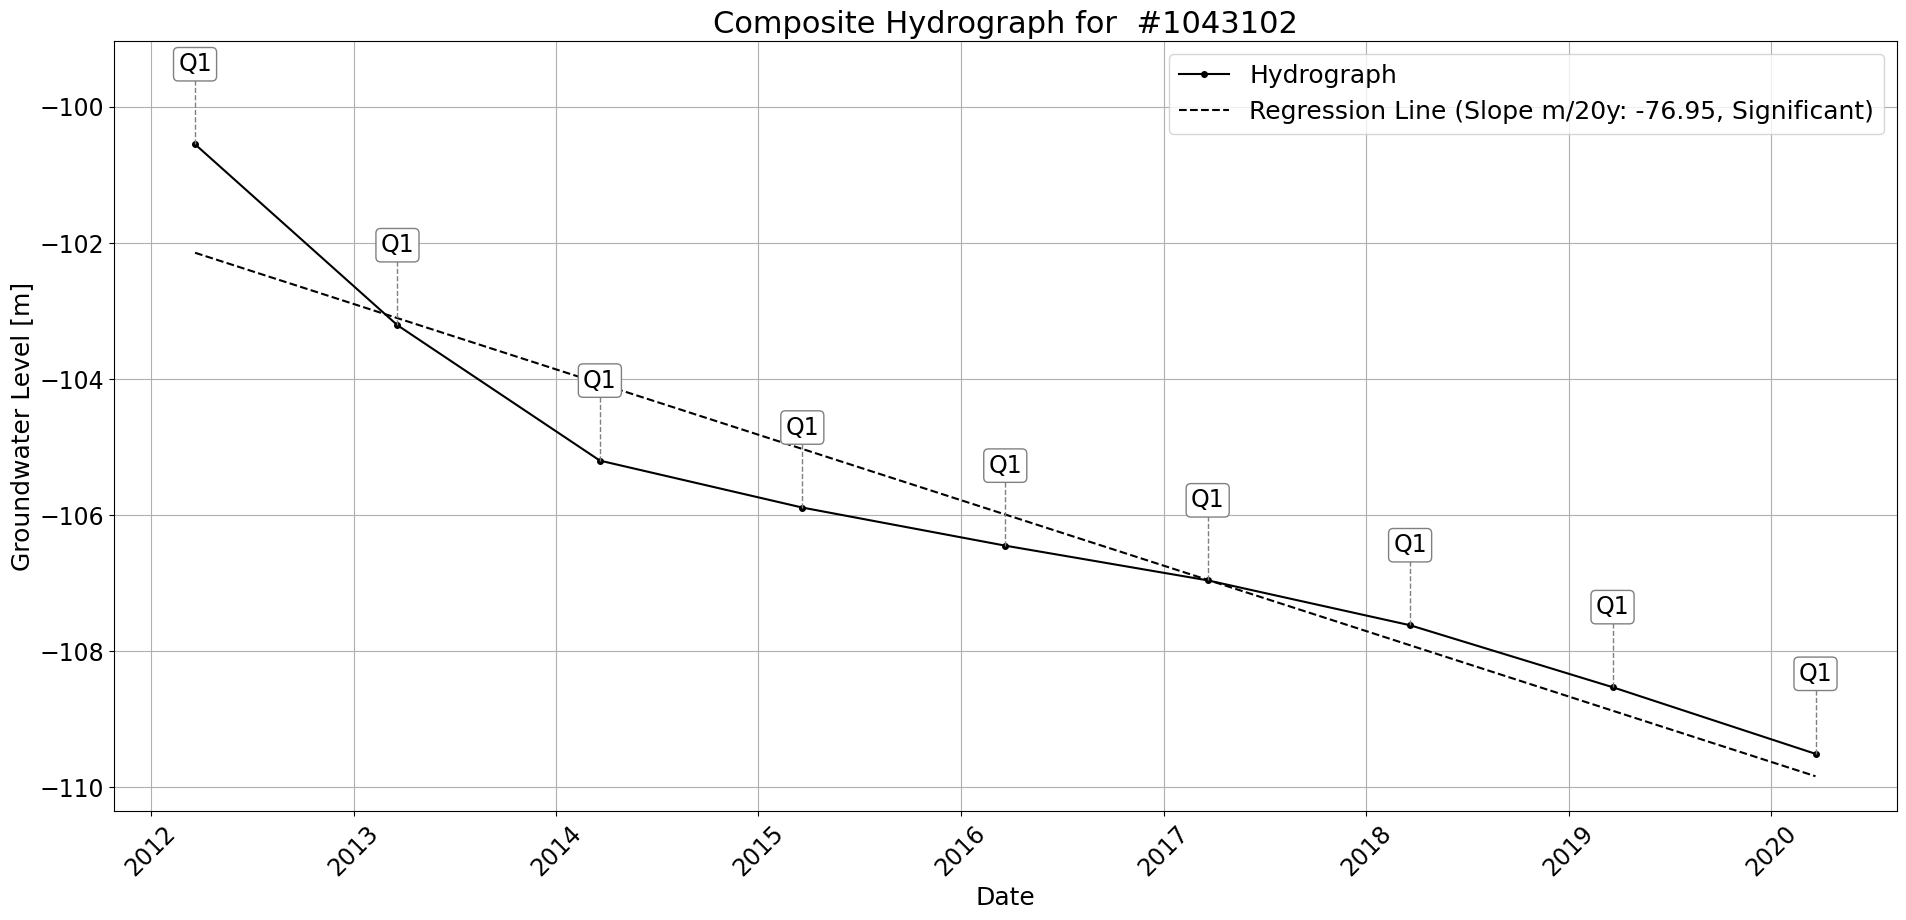 Composite Hydrograph for  #1043102
Hydrograph
Regression Line (Slope m/20y: -76.95, Significant)
Q1
Q1
Q1
Q1
Q1
Q1
Q1
Q1
Q1
Groundwater Level [m]
−100
−102
−104
−106
−108
−110
2012
2013
2014
2015
2016
2017
2018
2019
2020
Date